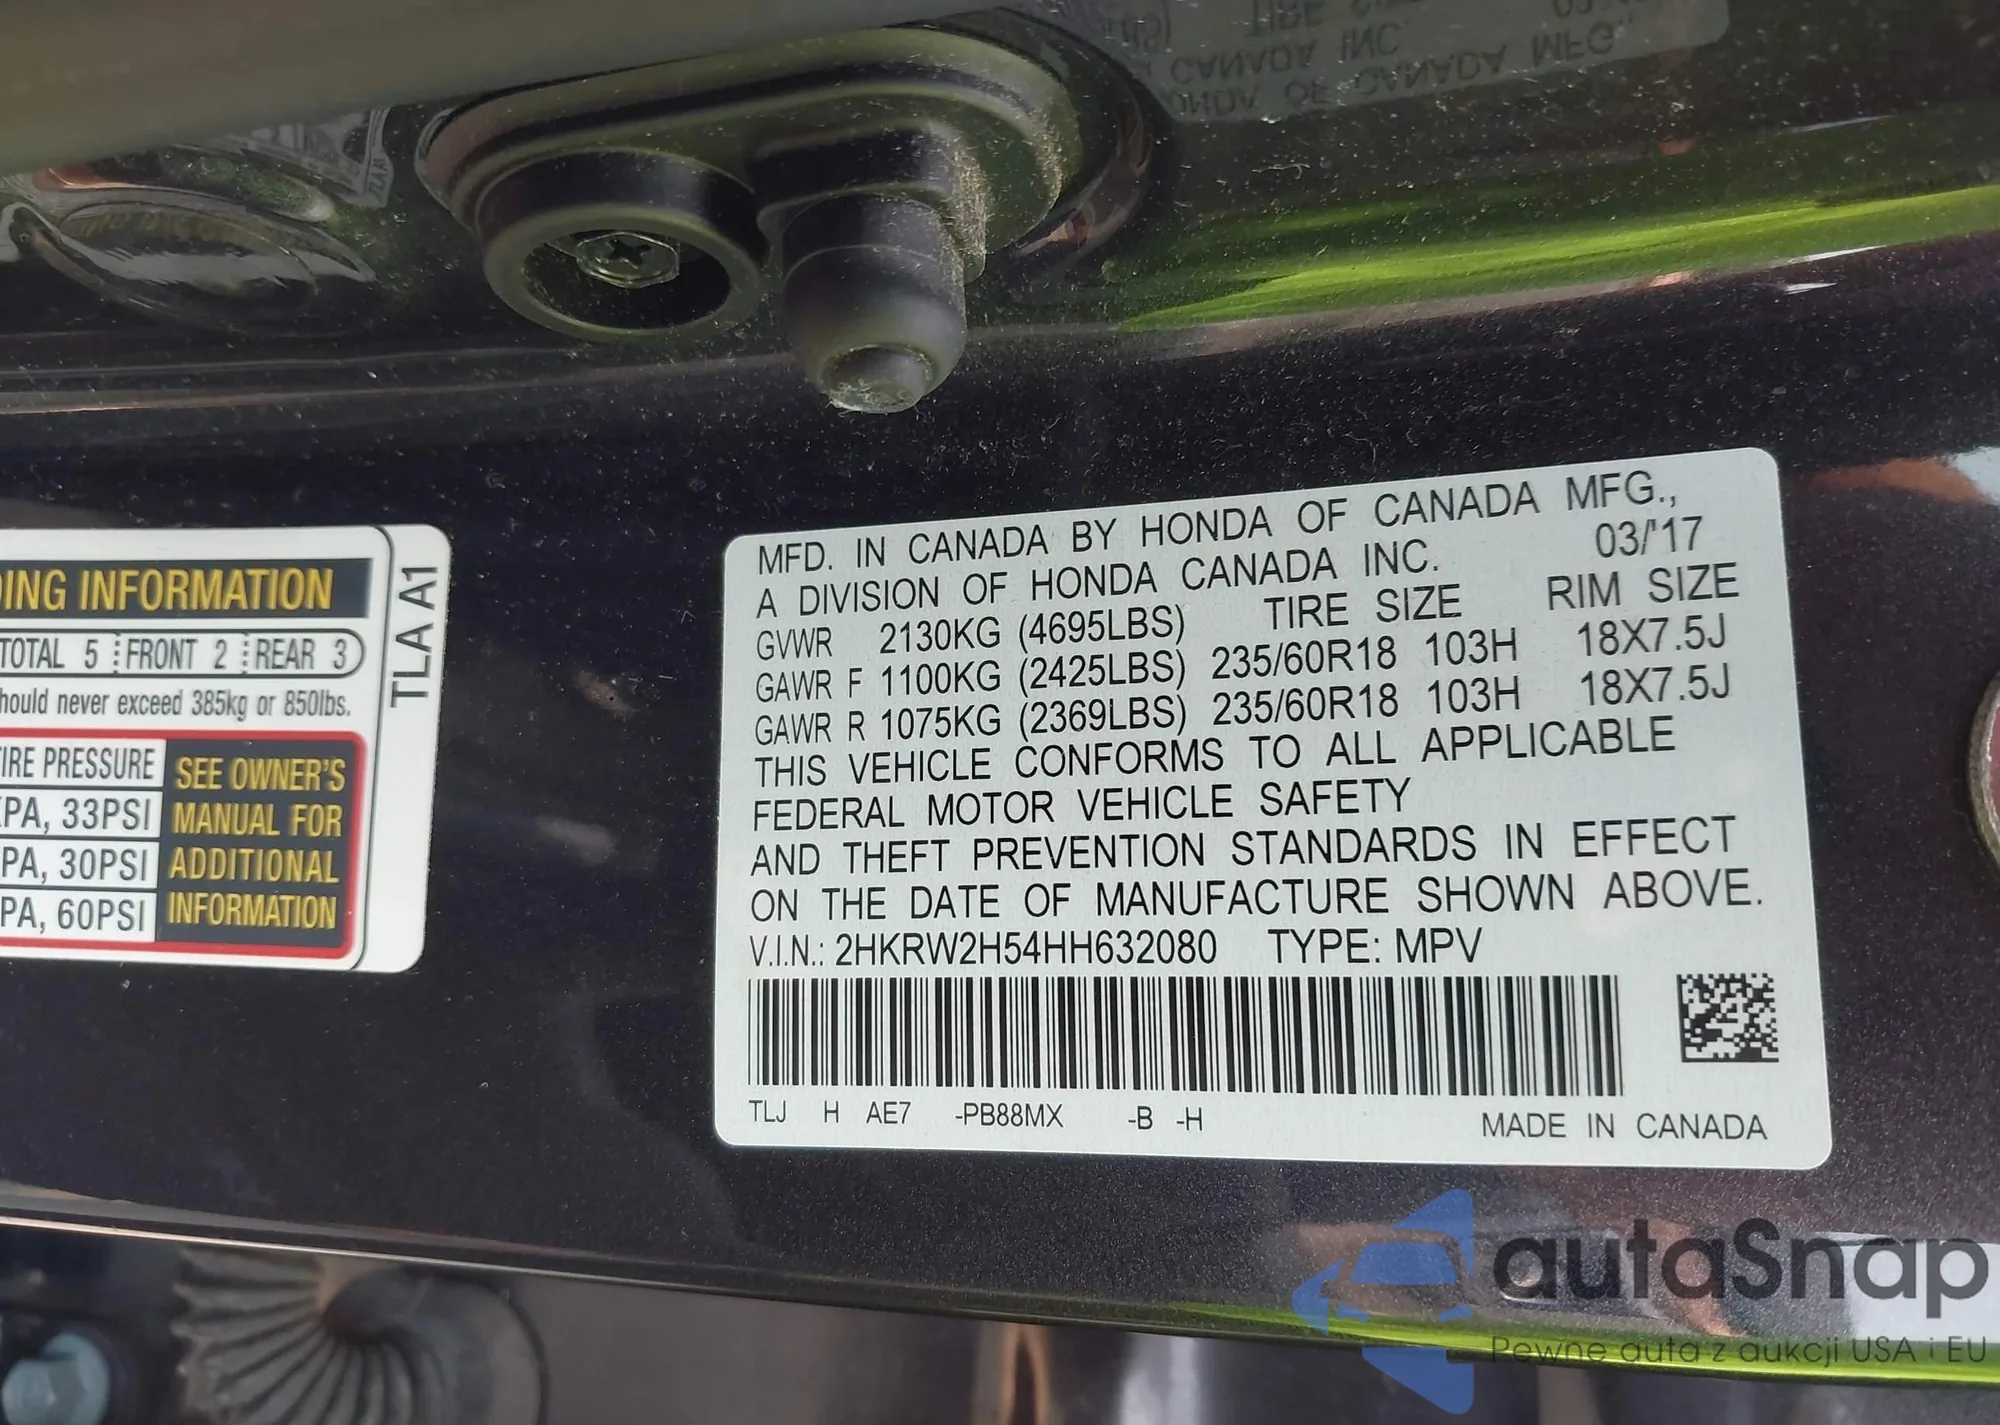 DING INFORMATION
TOTAL 5 FRONT 2 REAR 3
hould never exceed 385kg or 850lbs.
TIRE PRESSURE
KPA, 33PSI
PA, 30PSI
PA, 60PSI
SEE OWNER'S
MANUAL FOR
ADDITIONAL
INFORMATION
TLA A1
MFD. IN CANADA BY HONDA OF CANADA MFG.,
A DIVISION OF HONDA CANADA INC. 03/'17
GVWR 2130KG (4695LBS) TIRE SIZE RIM SIZE
GAWR F 1100KG (2425LBS) 235/60R18 103H 18X7.5J
GAWR R 1075KG (2369LBS) 235/60R18 103H 18X7.5J
THIS VEHICLE CONFORMS TO ALL APPLICABLE
FEDERAL MOTOR VEHICLE SAFETY
AND THEFT PREVENTION STANDARDS IN EFFECT
ON THE DATE OF MANUFACTURE SHOWN ABOVE.
V.I.N.: 2HKRW2H54HH632080 TYPE: MPV
TLJ H AE7 -PB88MX -B -H MADE IN CANADA
autaSnap
Pewne auta z aukcji USA i EU